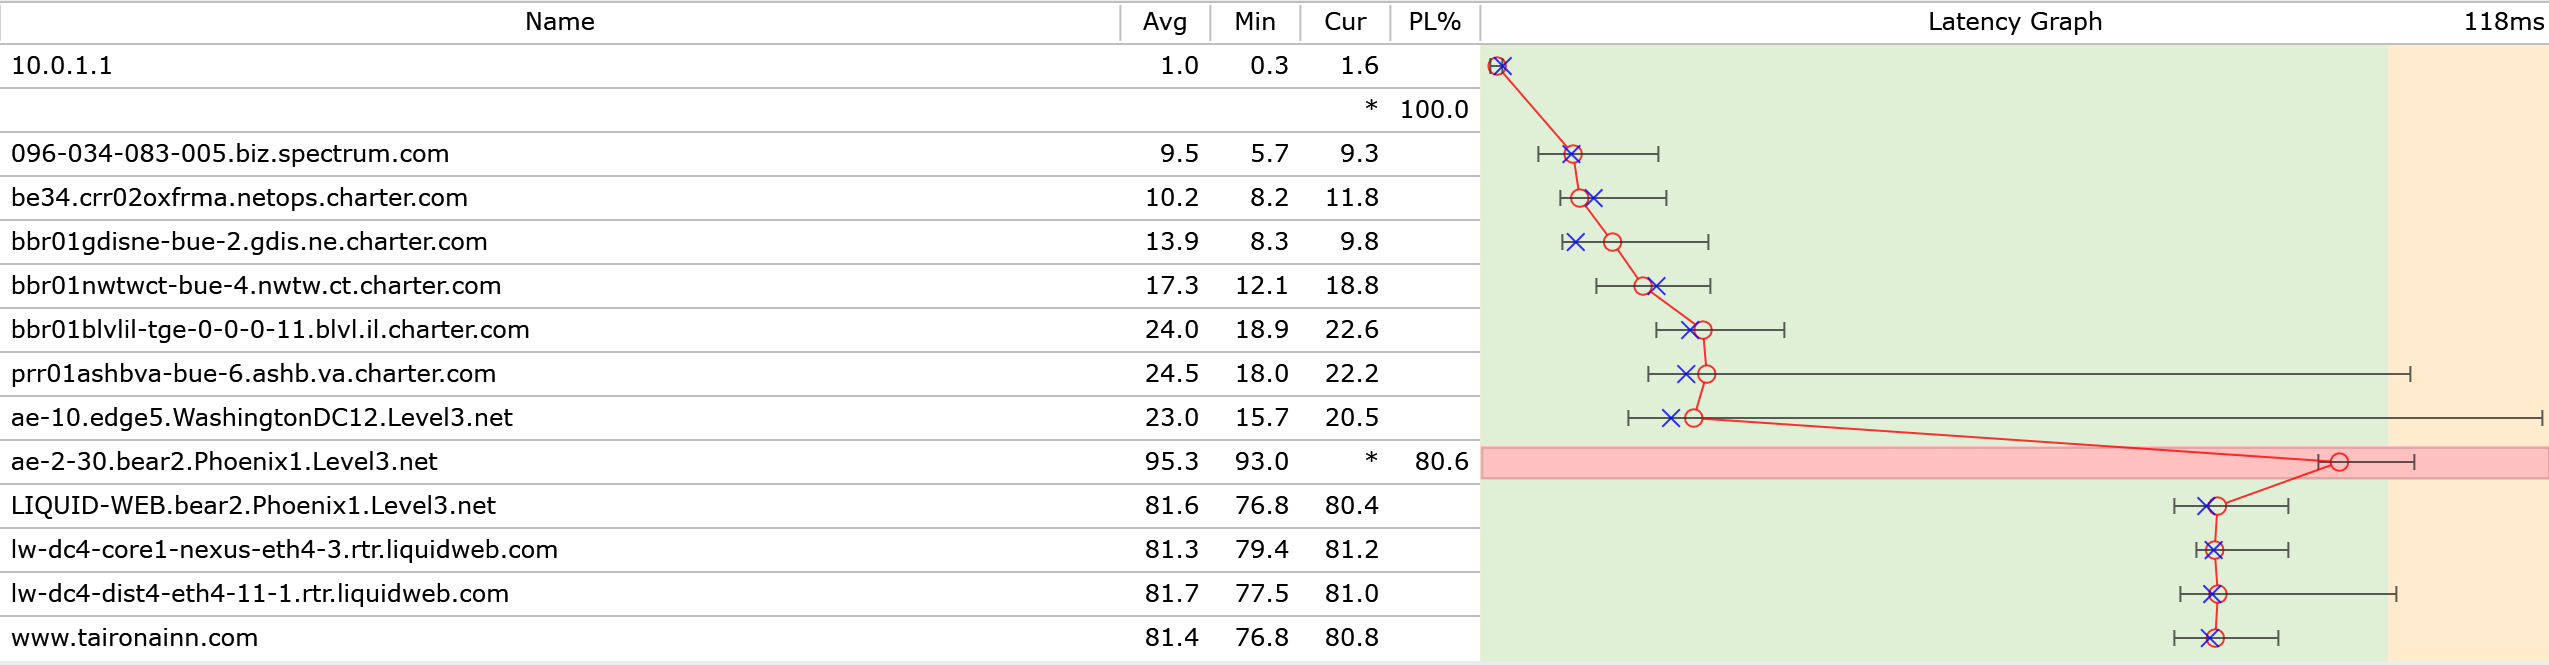 Name Avg Min Cur PL% Latency Graph 118ms
10.0.1.1 1.0 0.3 1.6
* 100.0
096-034-083-005.biz.spectrum.com 9.5 5.7 9.3
be34.crr02oxfrma.netops.charter.com 10.2 8.2 11.8
bbr01gdisne-bue-2.gdis.ne.charter.com 13.9 8.3 9.8
bbr01nwtwct-bue-4.nwtw.ct.charter.com 17.3 12.1 18.8
bbr01blvlil-tge-0-0-0-11.blvl.il.charter.com 24.0 18.9 22.6
prr01ashbva-bue-6.ashb.va.charter.com 24.5 18.0 22.2
ae-10.edge5.WashingtonDC12.Level3.net 23.0 15.7 20.5
ae-2-30.bear2.Phoenix1.Level3.net 95.3 93.0 * 80.6
LIQUID-WEB.bear2.Phoenix1.Level3.net 81.6 76.8 80.4
lw-dc4-core1-nexus-eth4-3.rtr.liquidweb.com 81.3 79.4 81.2
lw-dc4-dist4-eth4-11-1.rtr.liquidweb.com 81.7 77.5 81.0
www.taironainn.com 81.4 76.8 80.8